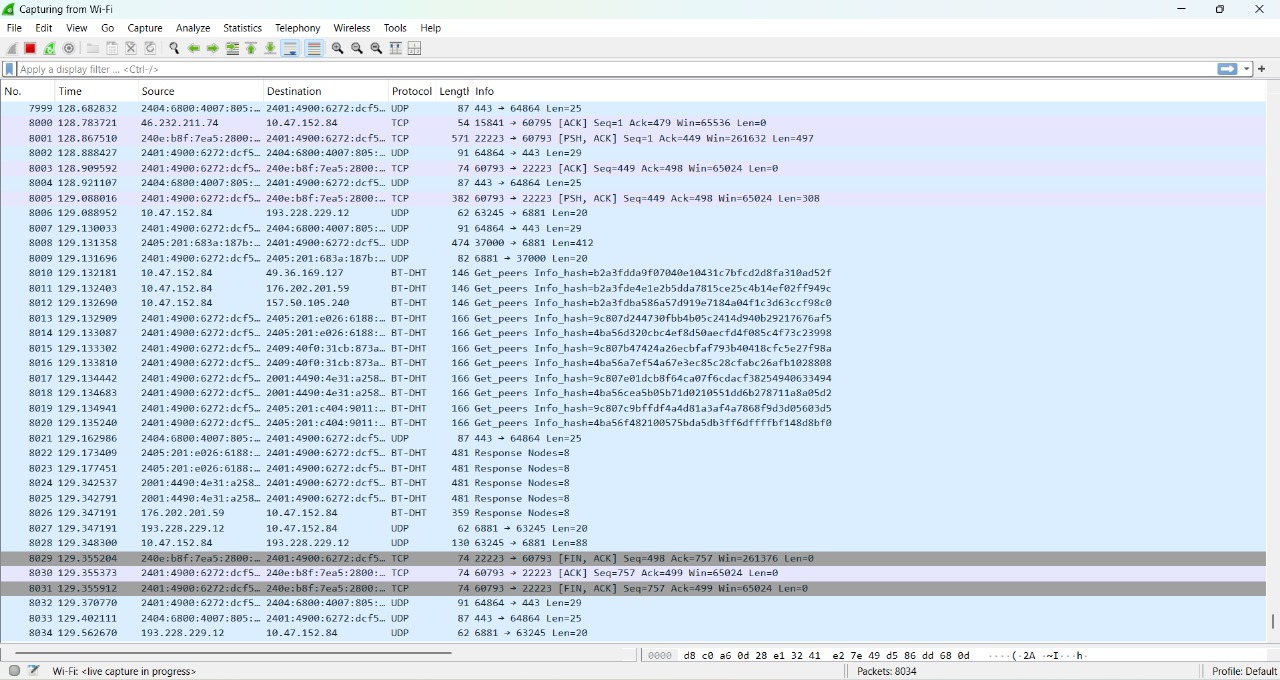 Capturing from Wi-Fi
File Edit View Go Capture Analyze Statistics Telephony Wireless Tools Help
Apply a display filter ... <Ctrl-/>
No. Time Source Destination Protocol Length Info
7999 128.682832 2404:6800:4007:805:… 2401:4900:6272:dcf5… UDP 87 443 → 64864 Len=25
8000 128.783721 46.232.211.74 10.47.152.84 TCP 54 15841 → 60795 [ACK] Seq=1 Ack=479 Win=65536 Len=0
8001 128.867510 240e:b8f:7ea5:2800:… 2401:4900:6272:dcf5… TCP 571 22223 → 60793 [PSH, ACK] Seq=1 Ack=449 Win=261632 Len=497
8002 128.888427 2401:4900:6272:dcf5… 2404:6800:4007:805:… UDP 91 64864 → 443 Len=29
8003 128.909592 2401:4900:6272:dcf5… 240e:b8f:7ea5:2800:… TCP 74 60793 → 22223 [ACK] Seq=449 Ack=498 Win=65024 Len=0
8004 128.921107 2404:6800:4007:805:… 2401:4900:6272:dcf5… UDP 87 443 → 64864 Len=25
8005 129.088016 2401:4900:6272:dcf5… 240e:b8f:7ea5:2800:… TCP 382 60793 → 22223 [PSH, ACK] Seq=449 Ack=498 Win=65024 Len=308
8006 129.088952 10.47.152.84 193.228.229.12 UDP 62 63245 → 6881 Len=20
8007 129.130033 2401:4900:6272:dcf5… 2404:6800:4007:805:… UDP 91 64864 → 443 Len=29
8008 129.131358 2405:201:683a:187b:… 2401:4900:6272:dcf5… UDP 474 37000 → 6881 Len=412
8009 129.131696 2401:4900:6272:dcf5… 2405:201:683a:187b:… UDP 82 6881 → 37000 Len=20
8010 129.132181 10.47.152.84 49.36.169.127 BT-DHT 146 Get_peers Info_hash=b2a3fdda9f07040e10431c7bfcd2d8fa310ad52f
8011 129.132403 10.47.152.84 176.202.201.59 BT-DHT 146 Get_peers Info_hash=b2a3fde4e1e2b5dda7815ce25c4b14ef02ff949c
8012 129.132690 10.47.152.84 157.50.105.240 BT-DHT 146 Get_peers Info_hash=b2a3fdba586a57d919e7184a04f1c3d63ccf98c0
8013 129.132909 2401:4900:6272:dcf5… 2405:201:e026:6188:… BT-DHT 166 Get_peers Info_hash=9c807d244730fbb4b05c2414d940b29217676af5
8014 129.133087 2401:4900:6272:dcf5… 2405:201:e026:6188:… BT-DHT 166 Get_peers Info_hash=4ba56d320cbc4ef8d50aecfd4f085c4f73c23998
8015 129.133302 2401:4900:6272:dcf5… 2409:40f0:31cb:873a… BT-DHT 166 Get_peers Info_hash=9c807b47424a26ecbfaf793b40418cfc5e27f98a
8016 129.133810 2401:4900:6272:dcf5… 2409:40f0:31cb:873a… BT-DHT 166 Get_peers Info_hash=4ba56a7ef54a67e3ec85c28cfabc26afb1028808
8017 129.134442 2401:4900:6272:dcf5… 2001:4490:4e31:a258… BT-DHT 166 Get_peers Info_hash=9c807e01dcb8f64ca07f6cdacf38254940633494
8018 129.134683 2401:4900:6272:dcf5… 2001:4490:4e31:a258… BT-DHT 166 Get_peers Info_hash=4ba56cea5b05b71d0210551dd6b278711a8a05d2
8019 129.134941 2401:4900:6272:dcf5… 2405:201:c404:9011:… BT-DHT 166 Get_peers Info_hash=9c807c9bffdf4a4d81a3af4a7868f9d3d05603d5
8020 129.135240 2401:4900:6272:dcf5… 2405:201:c404:9011:… BT-DHT 166 Get_peers Info_hash=4ba56f482100575bda5db3ff6dffffbf148d8bf0
8021 129.162986 2404:6800:4007:805:… 2401:4900:6272:dcf5… UDP 87 443 → 64864 Len=25
8022 129.173409 2405:201:e026:6188:… 2401:4900:6272:dcf5… BT-DHT 481 Response Nodes=8
8023 129.177451 2405:201:e026:6188:… 2401:4900:6272:dcf5… BT-DHT 481 Response Nodes=8
8024 129.342537 2001:4490:4e31:a258… 2401:4900:6272:dcf5… BT-DHT 481 Response Nodes=8
8025 129.342791 2001:4490:4e31:a258… 2401:4900:6272:dcf5… BT-DHT 481 Response Nodes=8
8026 129.347191 176.202.201.59 10.47.152.84 BT-DHT 359 Response Nodes=8
8027 129.347191 193.228.229.12 10.47.152.84 UDP 62 6881 → 63245 Len=20
8028 129.348300 10.47.152.84 193.228.229.12 UDP 130 63245 → 6881 Len=88
8029 129.355204 240e:b8f:7ea5:2800:… 2401:4900:6272:dcf5… TCP 74 22223 → 60793 [FIN, ACK] Seq=498 Ack=757 Win=261376 Len=0
8030 129.355373 2401:4900:6272:dcf5… 240e:b8f:7ea5:2800:… TCP 74 60793 → 22223 [ACK] Seq=757 Ack=499 Win=65024 Len=0
8031 129.355912 2401:4900:6272:dcf5… 240e:b8f:7ea5:2800:… TCP 74 60793 → 22223 [FIN, ACK] Seq=757 Ack=499 Win=65024 Len=0
8032 129.370770 2401:4900:6272:dcf5… 2404:6800:4007:805:… UDP 91 64864 → 443 Len=29
8033 129.402111 2404:6800:4007:805:… 2401:4900:6272:dcf5… UDP 87 443 → 64864 Len=25
8034 129.562670 193.228.229.12 10.47.152.84 UDP 62 6881 → 63245 Len=20
0000 d8 c0 a6 0d 28 e1 32 41 e2 7e 49 d5 86 dd 68 0d ····(·2A ·~I···h·
Wi-Fi: <live capture in progress> Packets: 8034 Profile: Default